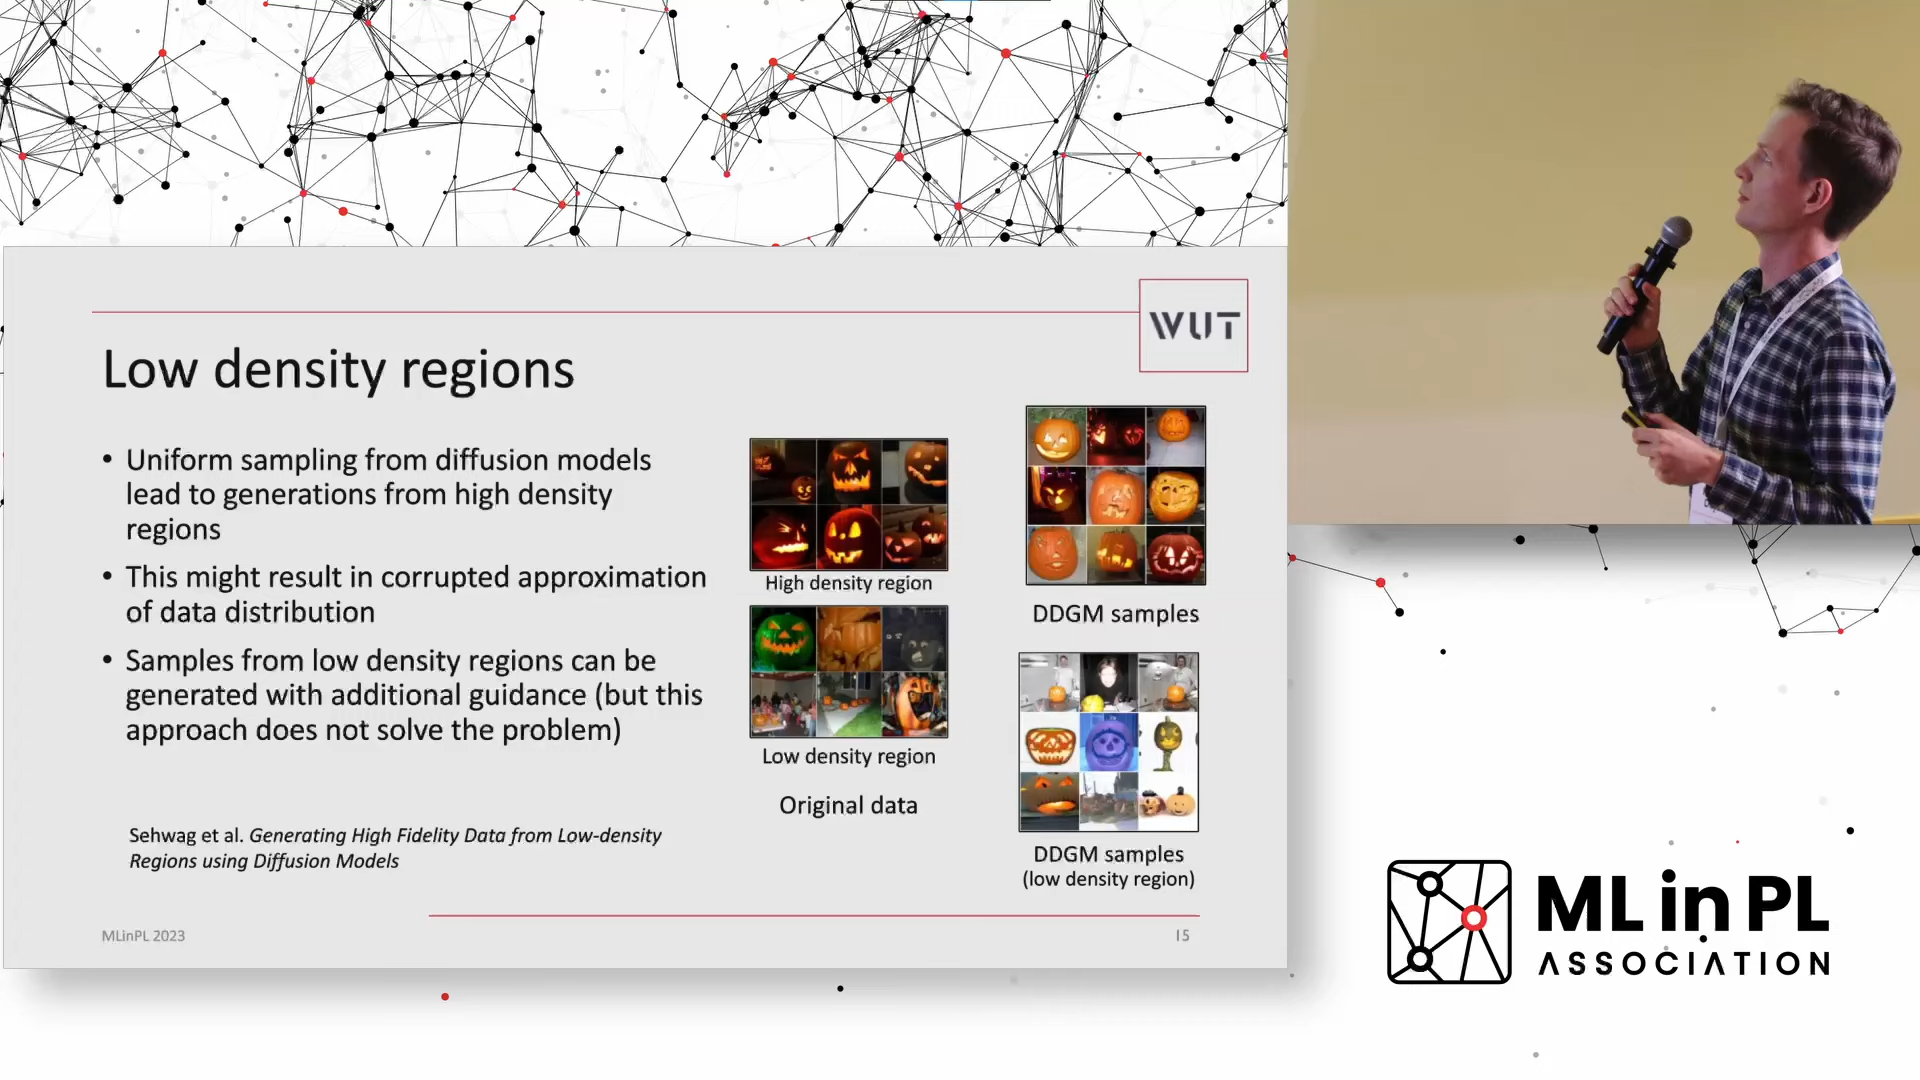 WUT
Low density regions
• Uniform sampling from diffusion models
lead to generations from high density
regions
• This might result in corrupted approximation
of data distribution
• Samples from low density regions can be
generated with additional guidance (but this
approach does not solve the problem)
Sehwag et al. Generating High Fidelity Data from Low-density
Regions using Diffusion Models
High density region
Low density region
Original data
DDGM samples
DDGM samples
(low density region)
MLinPL 2023
15
ML in PL
ASSOCIATION